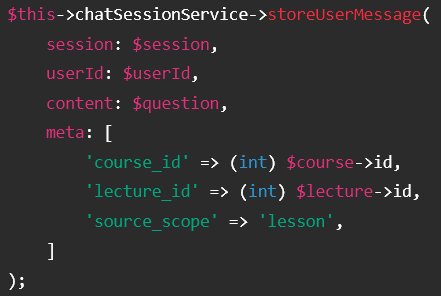 $this->chatSessionService->storeUserMessage(
    session: $session,
    userId: $userId,
    content: $question,
    meta: [
        'course_id' => (int) $course->id,
        'lecture_id' => (int) $lecture->id,
        'source_scope' => 'lesson',
    ]
);